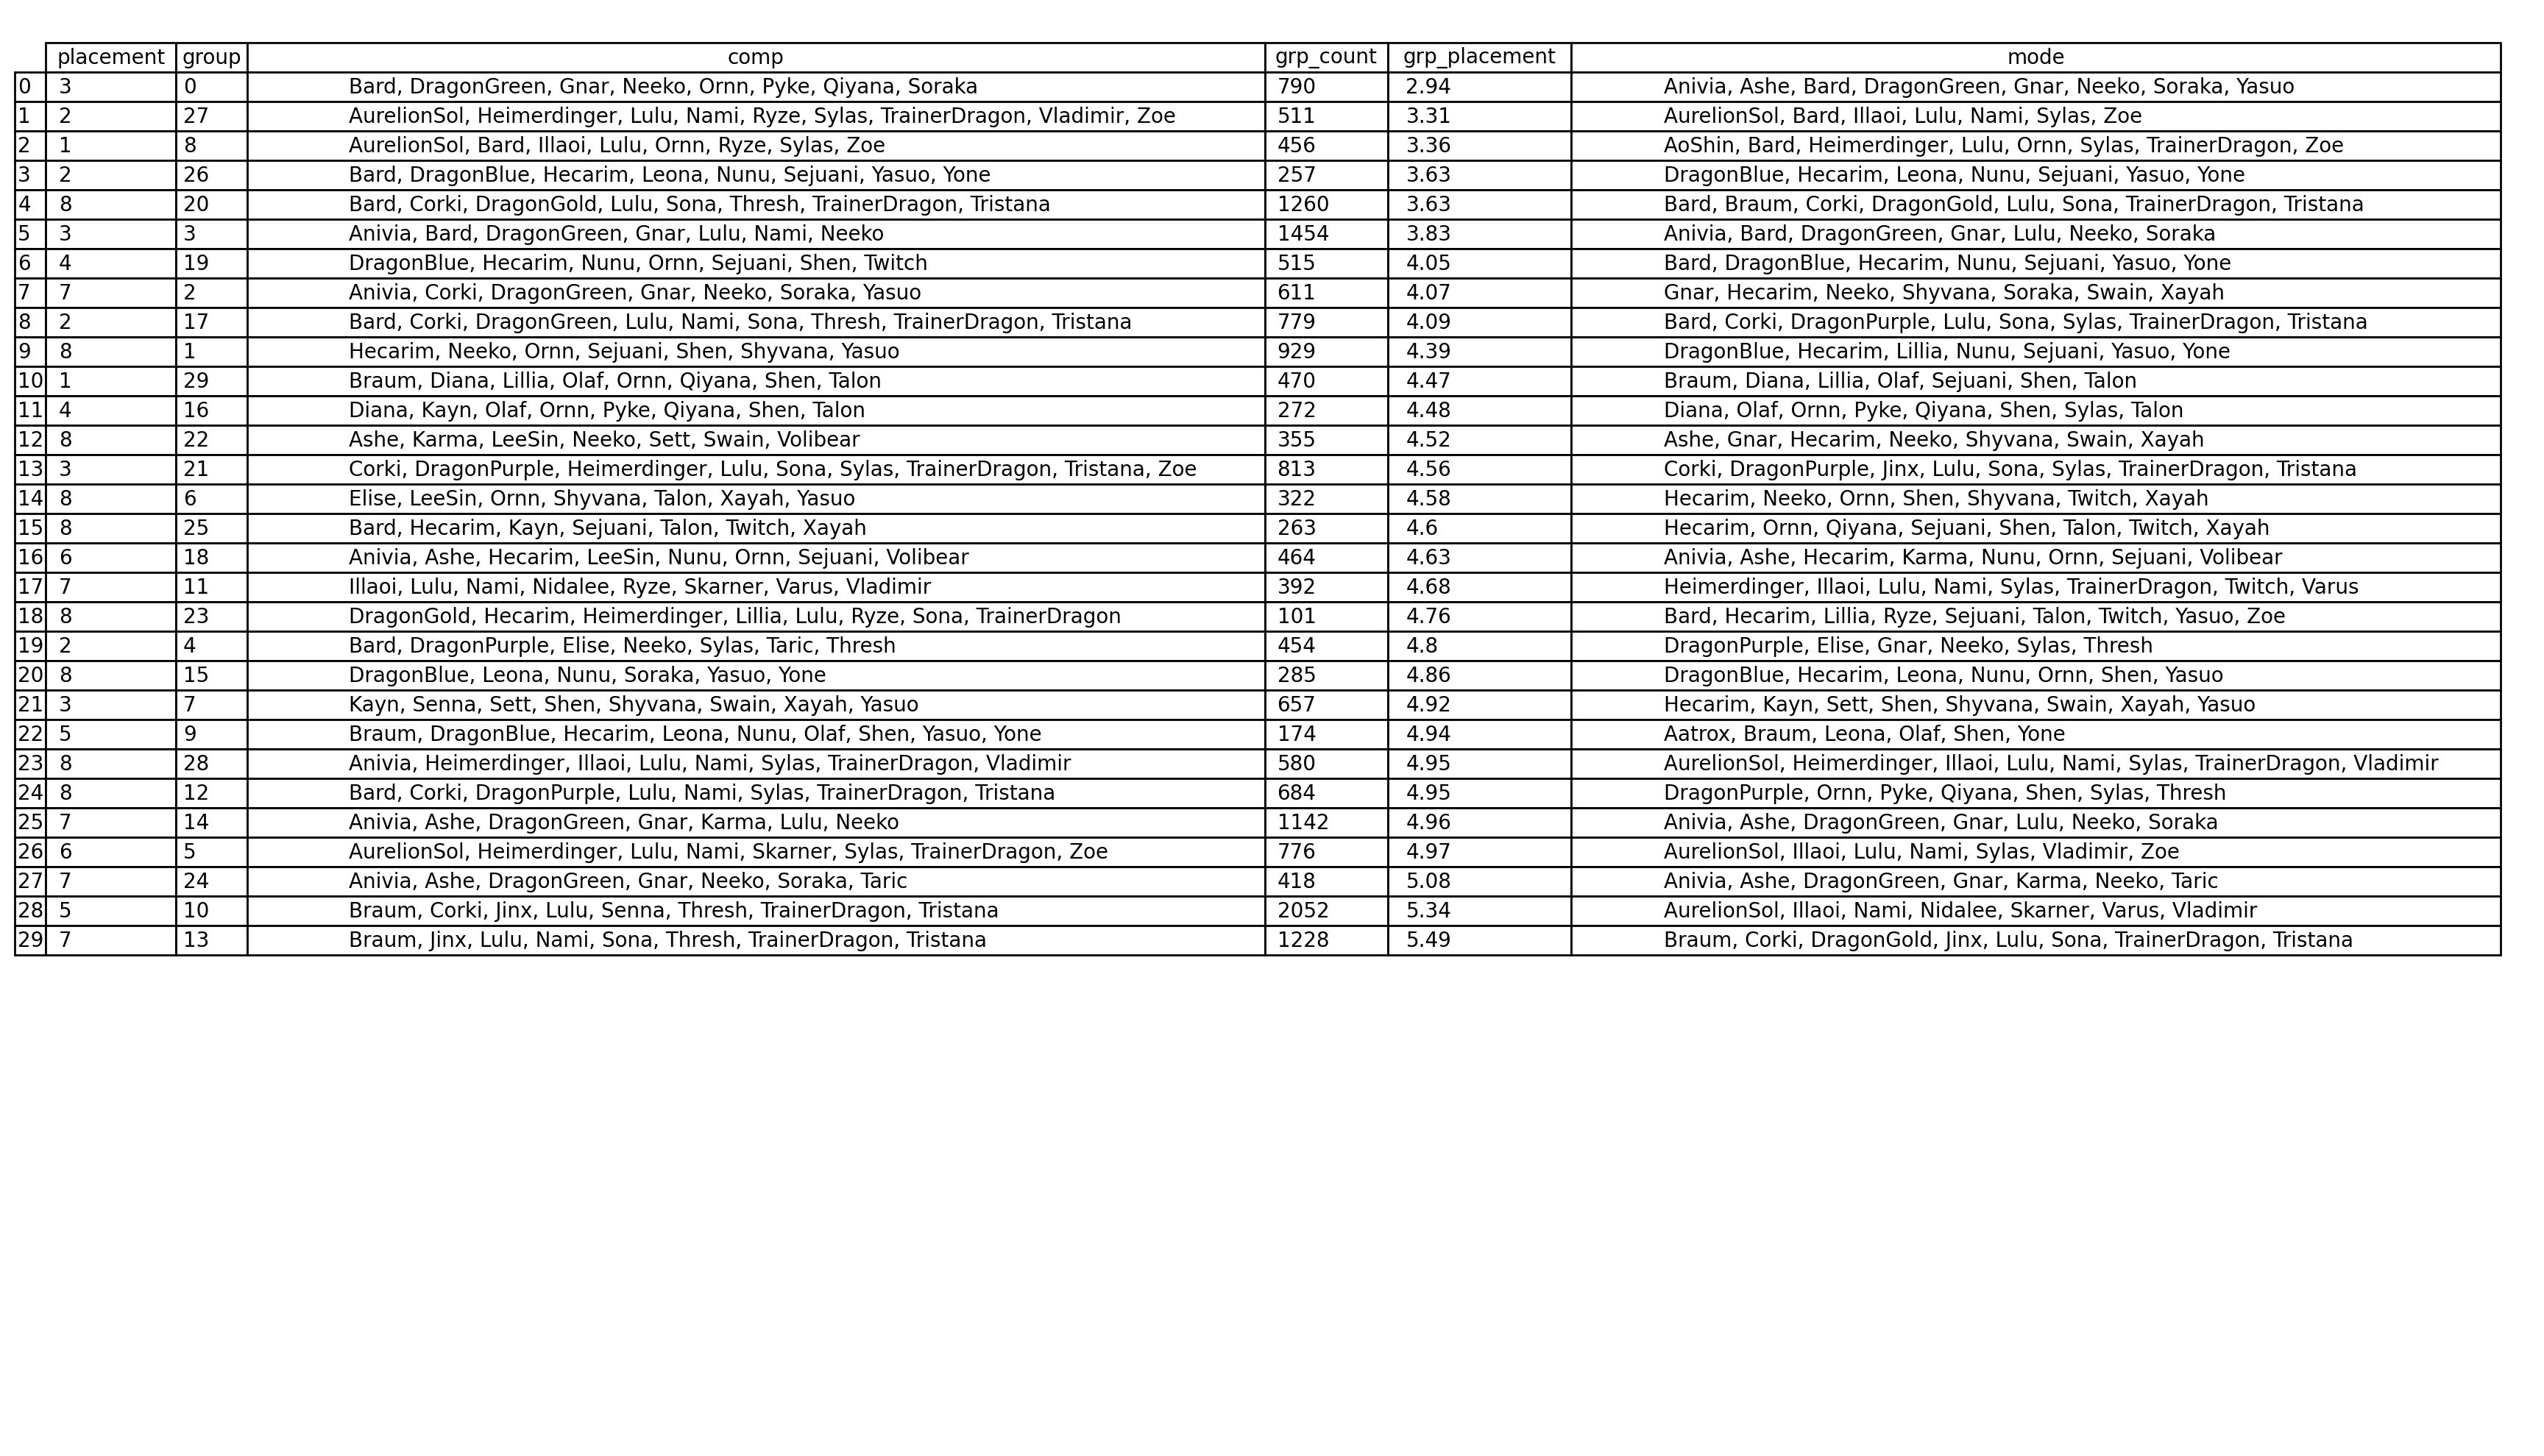 placement group comp grp_count grp_placement mode
0 3 0 Bard, DragonGreen, Gnar, Neeko, Ornn, Pyke, Qiyana, Soraka 790 2.94 Anivia, Ashe, Bard, DragonGreen, Gnar, Neeko, Soraka, Yasuo
1 2 27 AurelionSol, Heimerdinger, Lulu, Nami, Ryze, Sylas, TrainerDragon, Vladimir, Zoe 511 3.31 AurelionSol, Bard, Illaoi, Lulu, Nami, Sylas, Zoe
2 1 8 AurelionSol, Bard, Illaoi, Lulu, Ornn, Ryze, Sylas, Zoe 456 3.36 AoShin, Bard, Heimerdinger, Lulu, Ornn, Sylas, TrainerDragon, Zoe
3 2 26 Bard, DragonBlue, Hecarim, Leona, Nunu, Sejuani, Yasuo, Yone 257 3.63 DragonBlue, Hecarim, Leona, Nunu, Sejuani, Yasuo, Yone
4 8 20 Bard, Corki, DragonGold, Lulu, Sona, Thresh, TrainerDragon, Tristana 1260 3.63 Bard, Braum, Corki, DragonGold, Lulu, Sona, TrainerDragon, Tristana
5 3 3 Anivia, Bard, DragonGreen, Gnar, Lulu, Nami, Neeko 1454 3.83 Anivia, Bard, DragonGreen, Gnar, Lulu, Neeko, Soraka
6 4 19 DragonBlue, Hecarim, Nunu, Ornn, Sejuani, Shen, Twitch 515 4.05 Bard, DragonBlue, Hecarim, Nunu, Sejuani, Yasuo, Yone
7 7 2 Anivia, Corki, DragonGreen, Gnar, Neeko, Soraka, Yasuo 611 4.07 Gnar, Hecarim, Neeko, Shyvana, Soraka, Swain, Xayah
8 2 17 Bard, Corki, DragonGreen, Lulu, Nami, Sona, Thresh, TrainerDragon, Tristana 779 4.09 Bard, Corki, DragonPurple, Lulu, Sona, Sylas, TrainerDragon, Tristana
9 8 1 Hecarim, Neeko, Ornn, Sejuani, Shen, Shyvana, Yasuo 929 4.39 DragonBlue, Hecarim, Lillia, Nunu, Sejuani, Yasuo, Yone
10 1 29 Braum, Diana, Lillia, Olaf, Ornn, Qiyana, Shen, Talon 470 4.47 Braum, Diana, Lillia, Olaf, Sejuani, Shen, Talon
11 4 16 Diana, Kayn, Olaf, Ornn, Pyke, Qiyana, Shen, Talon 272 4.48 Diana, Olaf, Ornn, Pyke, Qiyana, Shen, Sylas, Talon
12 8 22 Ashe, Karma, LeeSin, Neeko, Sett, Swain, Volibear 355 4.52 Ashe, Gnar, Hecarim, Neeko, Shyvana, Swain, Xayah
13 3 21 Corki, DragonPurple, Heimerdinger, Lulu, Sona, Sylas, TrainerDragon, Tristana, Zoe 813 4.56 Corki, DragonPurple, Jinx, Lulu, Sona, Sylas, TrainerDragon, Tristana
14 8 6 Elise, LeeSin, Ornn, Shyvana, Talon, Xayah, Yasuo 322 4.58 Hecarim, Neeko, Ornn, Shen, Shyvana, Twitch, Xayah
15 8 25 Bard, Hecarim, Kayn, Sejuani, Talon, Twitch, Xayah 263 4.6 Hecarim, Ornn, Qiyana, Sejuani, Shen, Talon, Twitch, Xayah
16 6 18 Anivia, Ashe, Hecarim, LeeSin, Nunu, Ornn, Sejuani, Volibear 464 4.63 Anivia, Ashe, Hecarim, Karma, Nunu, Ornn, Sejuani, Volibear
17 7 11 Illaoi, Lulu, Nami, Nidalee, Ryze, Skarner, Varus, Vladimir 392 4.68 Heimerdinger, Illaoi, Lulu, Nami, Sylas, TrainerDragon, Twitch, Varus
18 8 23 DragonGold, Hecarim, Heimerdinger, Lillia, Lulu, Ryze, Sona, TrainerDragon 101 4.76 Bard, Hecarim, Lillia, Ryze, Sejuani, Talon, Twitch, Yasuo, Zoe
19 2 4 Bard, DragonPurple, Elise, Neeko, Sylas, Taric, Thresh 454 4.8 DragonPurple, Elise, Gnar, Neeko, Sylas, Thresh
20 8 15 DragonBlue, Leona, Nunu, Soraka, Yasuo, Yone 285 4.86 DragonBlue, Hecarim, Leona, Nunu, Ornn, Shen, Yasuo
21 3 7 Kayn, Senna, Sett, Shen, Shyvana, Swain, Xayah, Yasuo 657 4.92 Hecarim, Kayn, Sett, Shen, Shyvana, Swain, Xayah, Yasuo
22 5 9 Braum, DragonBlue, Hecarim, Leona, Nunu, Olaf, Shen, Yasuo, Yone 174 4.94 Aatrox, Braum, Leona, Olaf, Shen, Yone
23 8 28 Anivia, Heimerdinger, Illaoi, Lulu, Nami, Sylas, TrainerDragon, Vladimir 580 4.95 AurelionSol, Heimerdinger, Illaoi, Lulu, Nami, Sylas, TrainerDragon, Vladimir
24 8 12 Bard, Corki, DragonPurple, Lulu, Nami, Sylas, TrainerDragon, Tristana 684 4.95 DragonPurple, Ornn, Pyke, Qiyana, Shen, Sylas, Thresh
25 7 14 Anivia, Ashe, DragonGreen, Gnar, Karma, Lulu, Neeko 1142 4.96 Anivia, Ashe, DragonGreen, Gnar, Lulu, Neeko, Soraka
26 6 5 AurelionSol, Heimerdinger, Lulu, Nami, Skarner, Sylas, TrainerDragon, Zoe 776 4.97 AurelionSol, Illaoi, Lulu, Nami, Sylas, Vladimir, Zoe
27 7 24 Anivia, Ashe, DragonGreen, Gnar, Neeko, Soraka, Taric 418 5.08 Anivia, Ashe, DragonGreen, Gnar, Karma, Neeko, Taric
28 5 10 Braum, Corki, Jinx, Lulu, Senna, Thresh, TrainerDragon, Tristana 2052 5.34 AurelionSol, Illaoi, Nami, Nidalee, Skarner, Varus, Vladimir
29 7 13 Braum, Jinx, Lulu, Nami, Sona, Thresh, TrainerDragon, Tristana 1228 5.49 Braum, Corki, DragonGold, Jinx, Lulu, Sona, TrainerDragon, Tristana